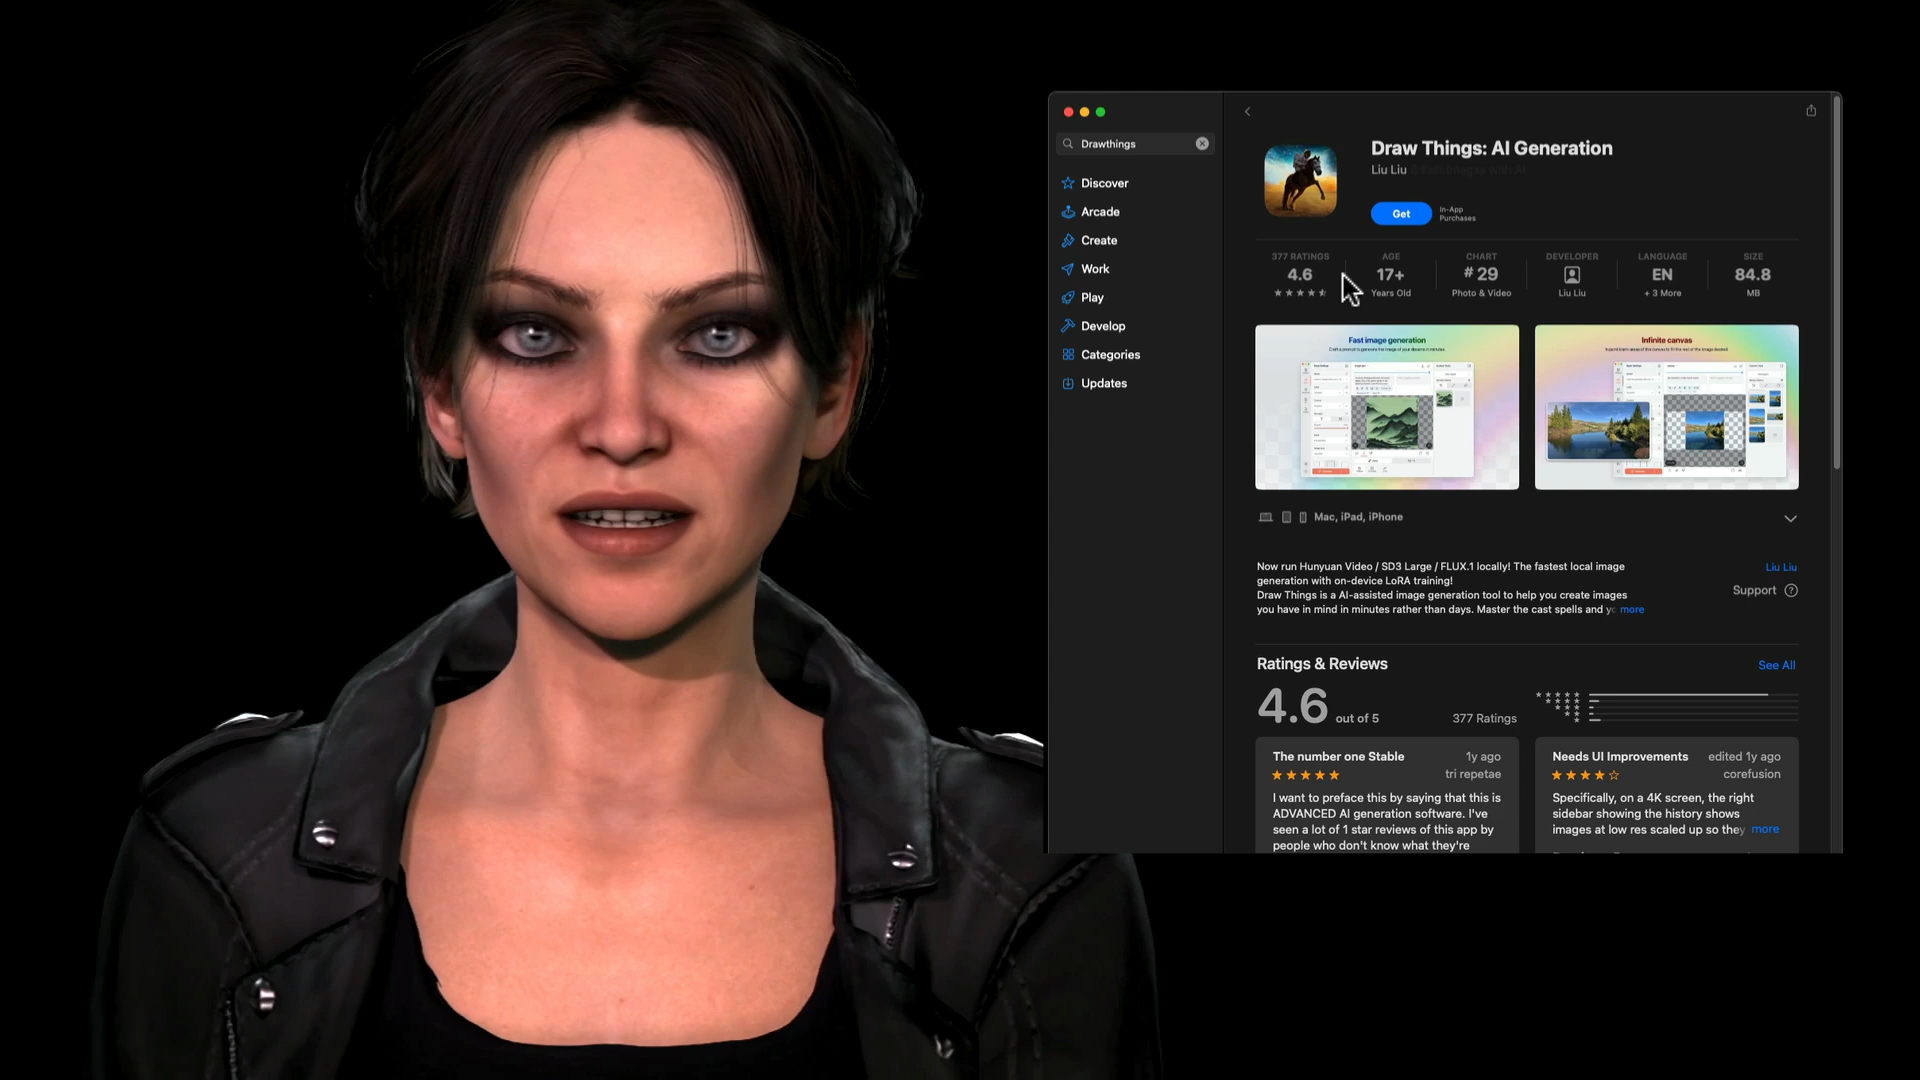 Drawthings
Discover
Arcade
Create
Work
Play
Develop
Categories
Updates
Draw Things: AI Generation
Liu Liu
Get
In-App
Purchases
377 RATINGS
4.6
AGE
17+
Years Old
CHART
#29
Photo & Video
DEVELOPER
Liu Liu
LANGUAGE
EN
+ 3 More
SIZE
84.8
MB
Fast image generation
Infinite canvas
Mac, iPad, iPhone
Now run Hunyuan Video / SD3 Large / FLUX.1 locally! The fastest local image
generation with on-device LoRA training!
Draw Things is a AI-assisted image generation tool to help you create images
you have in mind in minutes rather than days. Master the cast spells and more
Liu Liu
Support
Ratings & Reviews
See All
4.6 out of 5
377 Ratings
The number one Stable
1y ago
tri repetae
I want to preface this by saying that this is
ADVANCED AI generation software. I've
seen a lot of 1 star reviews of this app by
people who don't know what they're
Needs UI Improvements
edited 1y ago
corefusion
Specifically, on a 4K screen, the right
sidebar showing the history shows
images at low res scaled up so they more